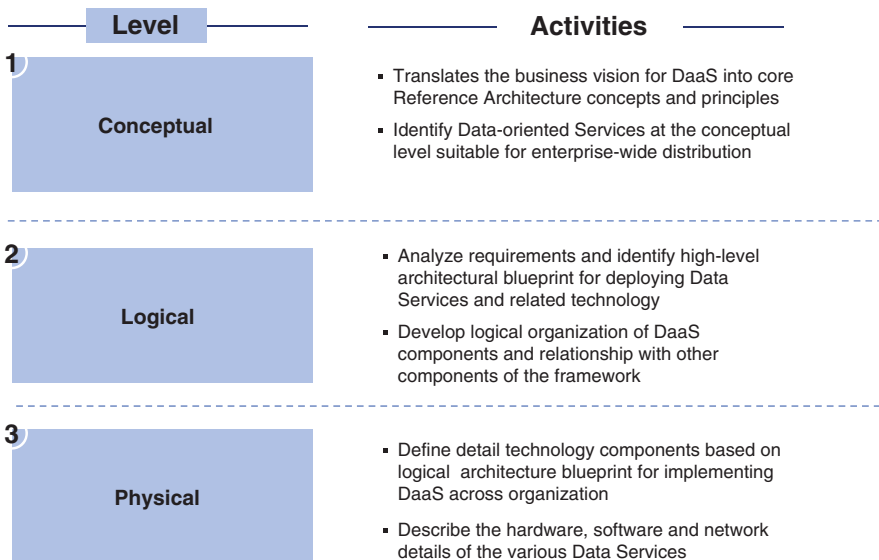 Level
Activities
1
Conceptual
▪ Translates the business vision for DaaS into core
Reference Architecture concepts and principles
▪ Identify Data-oriented Services at the conceptual
level suitable for enterprise-wide distribution
2
Logical
▪ Analyze requirements and identify high-level
architectural blueprint for deploying Data
Services and related technology
▪ Develop logical organization of DaaS
components and relationship with other
components of the framework
3
Physical
▪ Define detail technology components based on
logical architecture blueprint for implementing
DaaS across organization
▪ Describe the hardware, software and network
details of the various Data Services